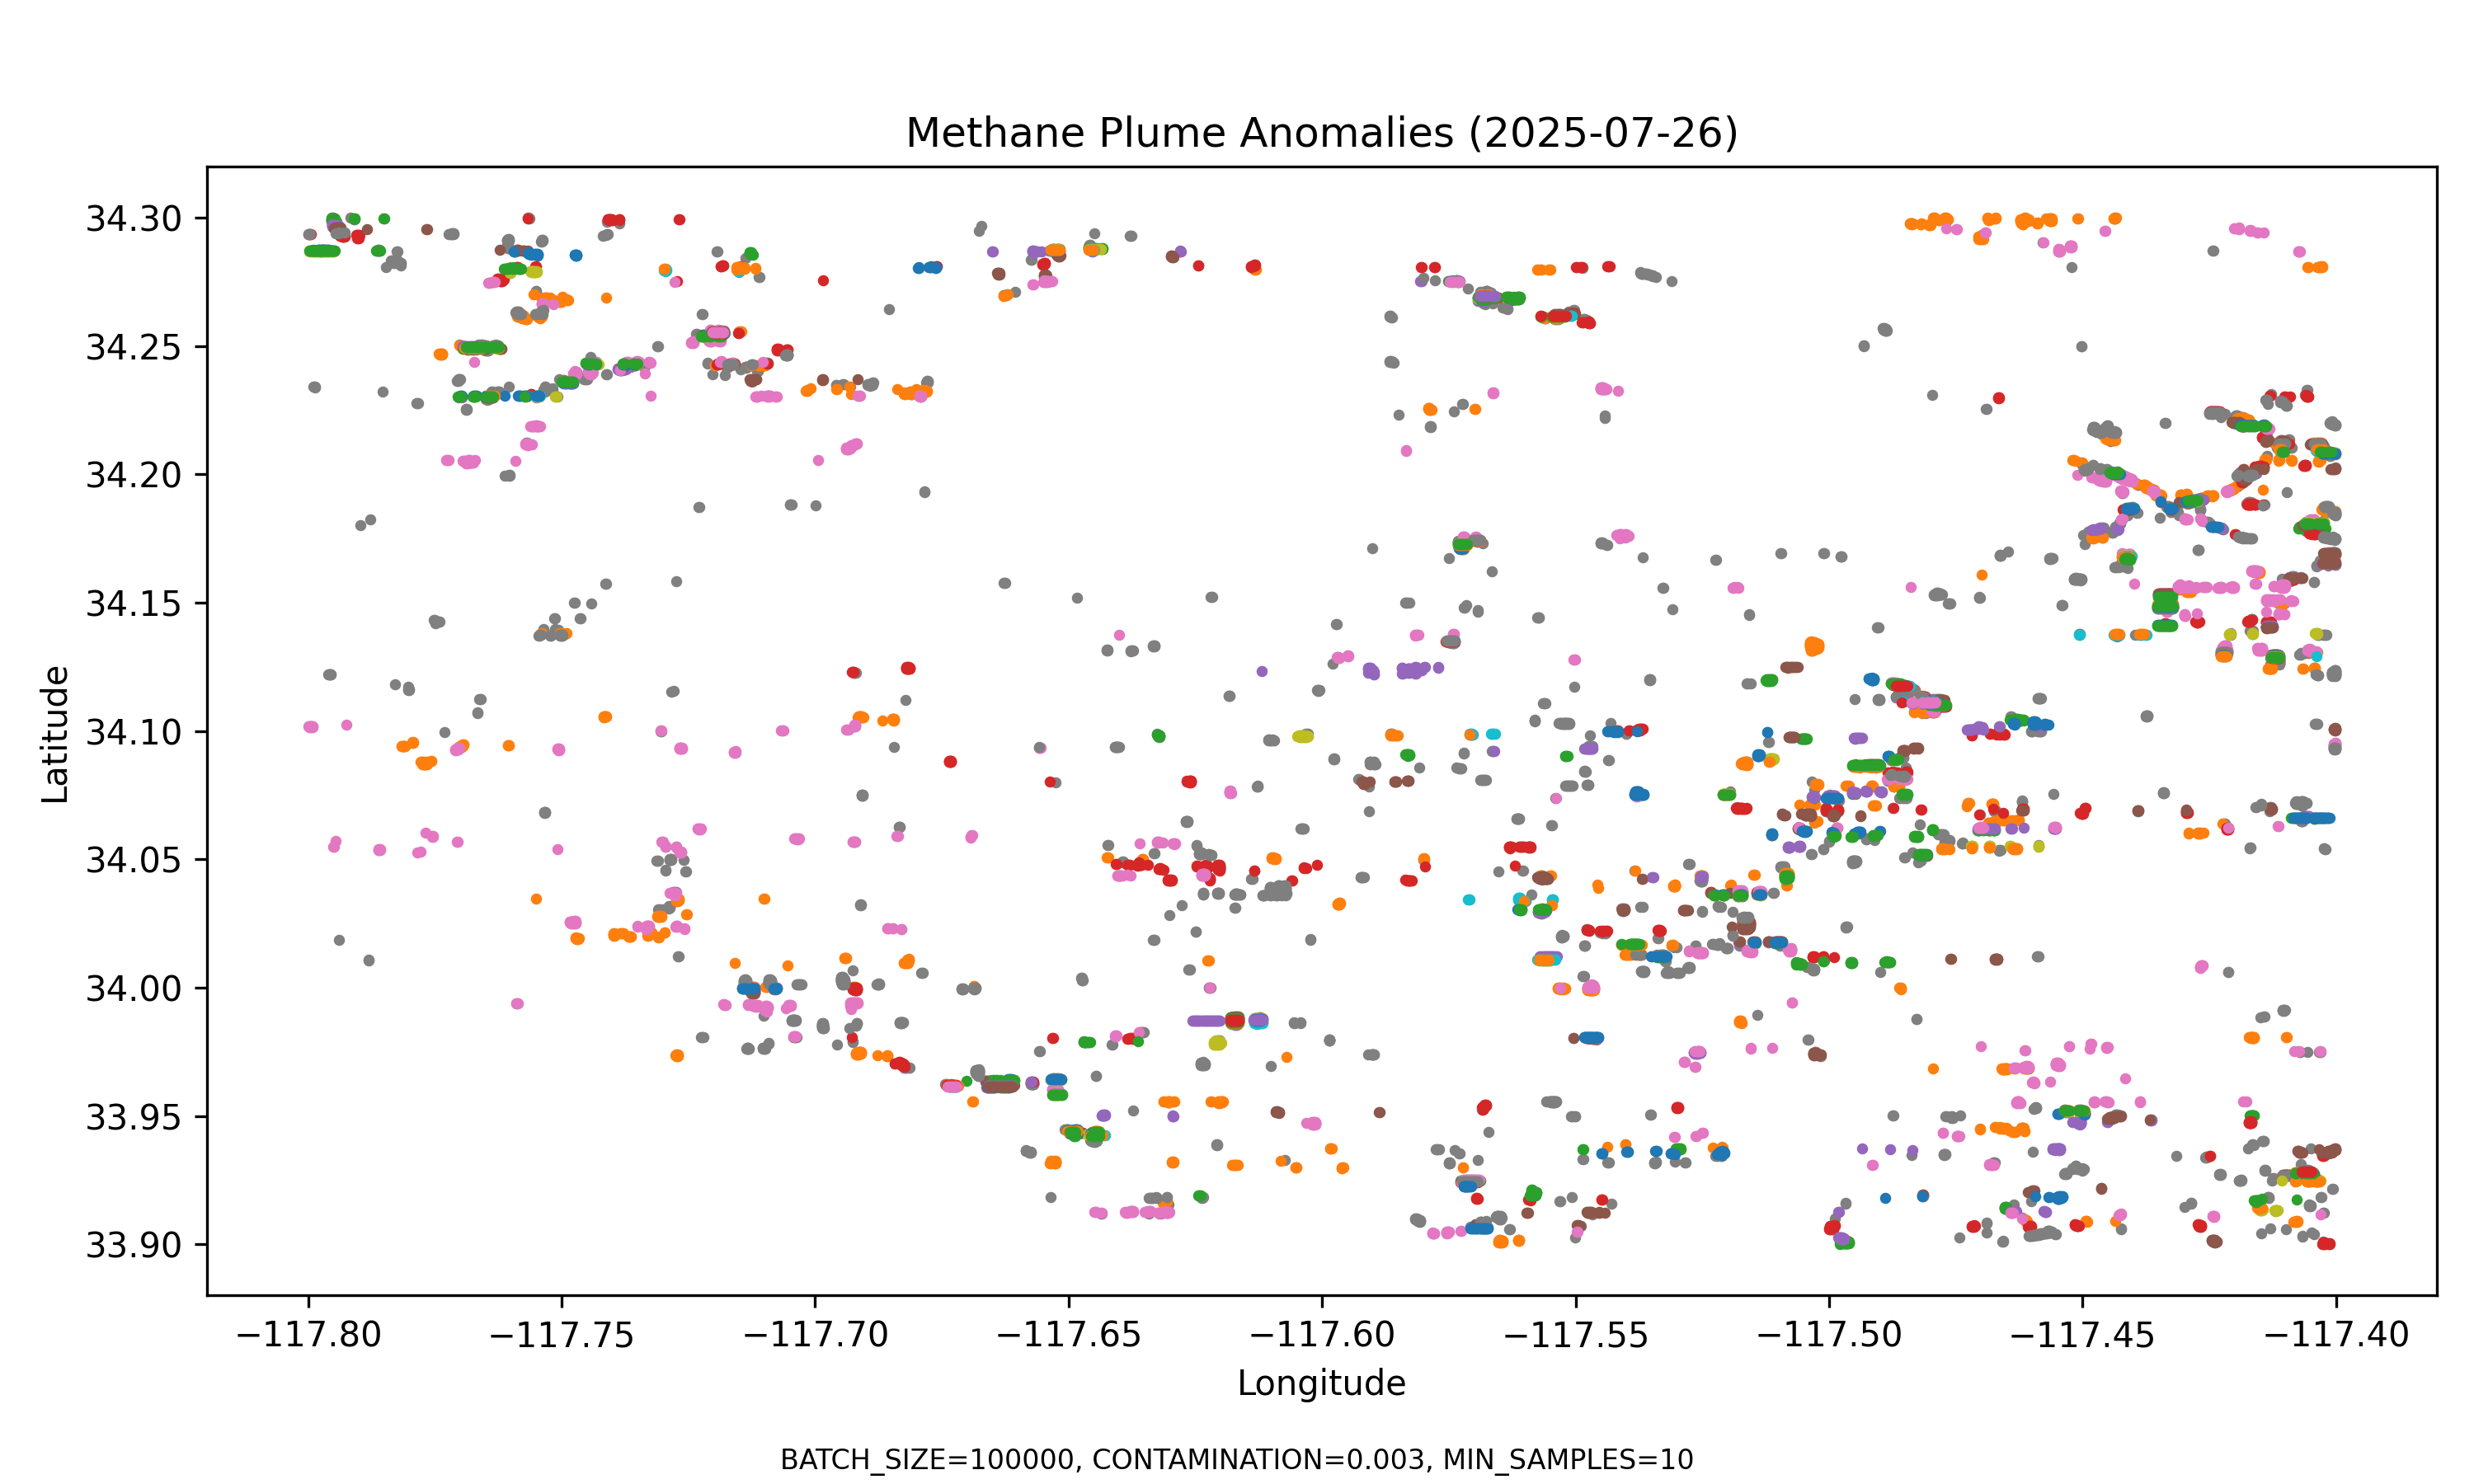 Methane Plume Anomalies (2025-07-26)
34.30
34.25
34.20
34.15
34.10
34.05
34.00
33.95
33.90
Latitude
−117.80 −117.75 −117.70 −117.65 −117.60 −117.55 −117.50 −117.45 −117.40
Longitude
BATCH_SIZE=100000, CONTAMINATION=0.003, MIN_SAMPLES=10